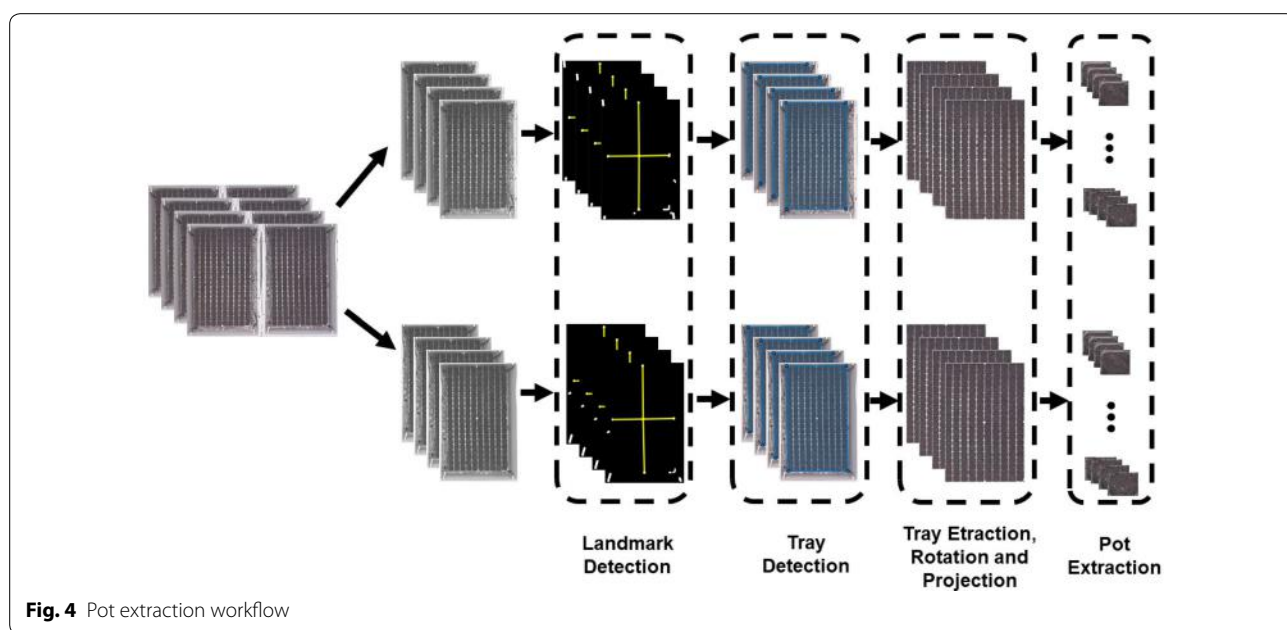 Landmark
Detection
Tray
Detection
Tray Etraction,
Rotation and
Projection
Pot
Extraction
Fig. 4 Pot extraction workflow